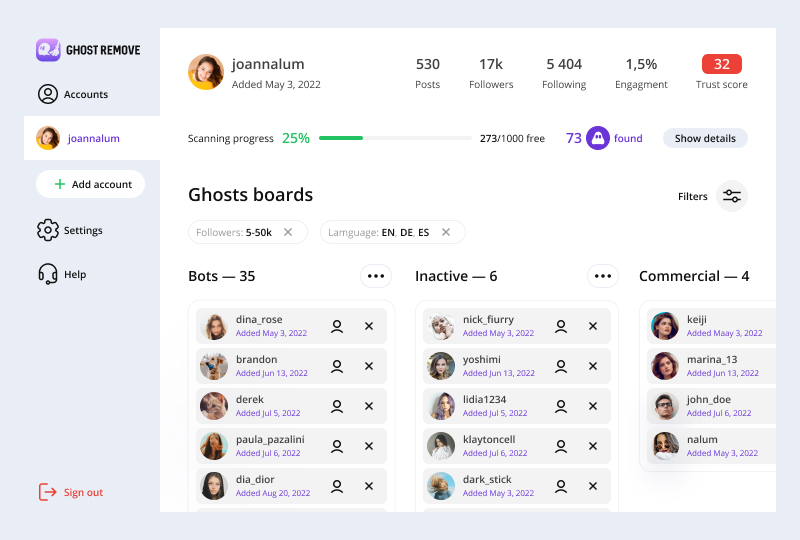 GHOST REMOVE
Accounts
joannalum
Add account
Settings
Help
Sign out
joannalum
Added May 3, 2022
530
Posts
17k
Followers
5 404
Following
1,5%
Engagment
32
Trust score
Scanning progress 25% 273/1000 free 73 found Show details
Ghosts boards
Filters
Followers: 5-50k
Lamguage: EN, DE, ES
Bots — 35
dina_rose
Added May 3, 2022
brandon
Added Jun 13, 2022
derek
Added Jul 5, 2022
paula_pazalini
Added Jul 6, 2022
dia_dior
Added Aug 20, 2022
Inactive — 6
nick_fiurry
Added May 3, 2022
yoshimi
Added Jun 13, 2022
lidia1234
Added Jul 5, 2022
klaytoncell
Added Jul 6, 2022
dark_stick
Added May 3, 2022
Commercial — 4
keiji
Added Maay 3, 2022
marina_13
Added Jun 13, 2022
john_doe
Added Jul 6, 2022
nalum
Added May 3, 2022